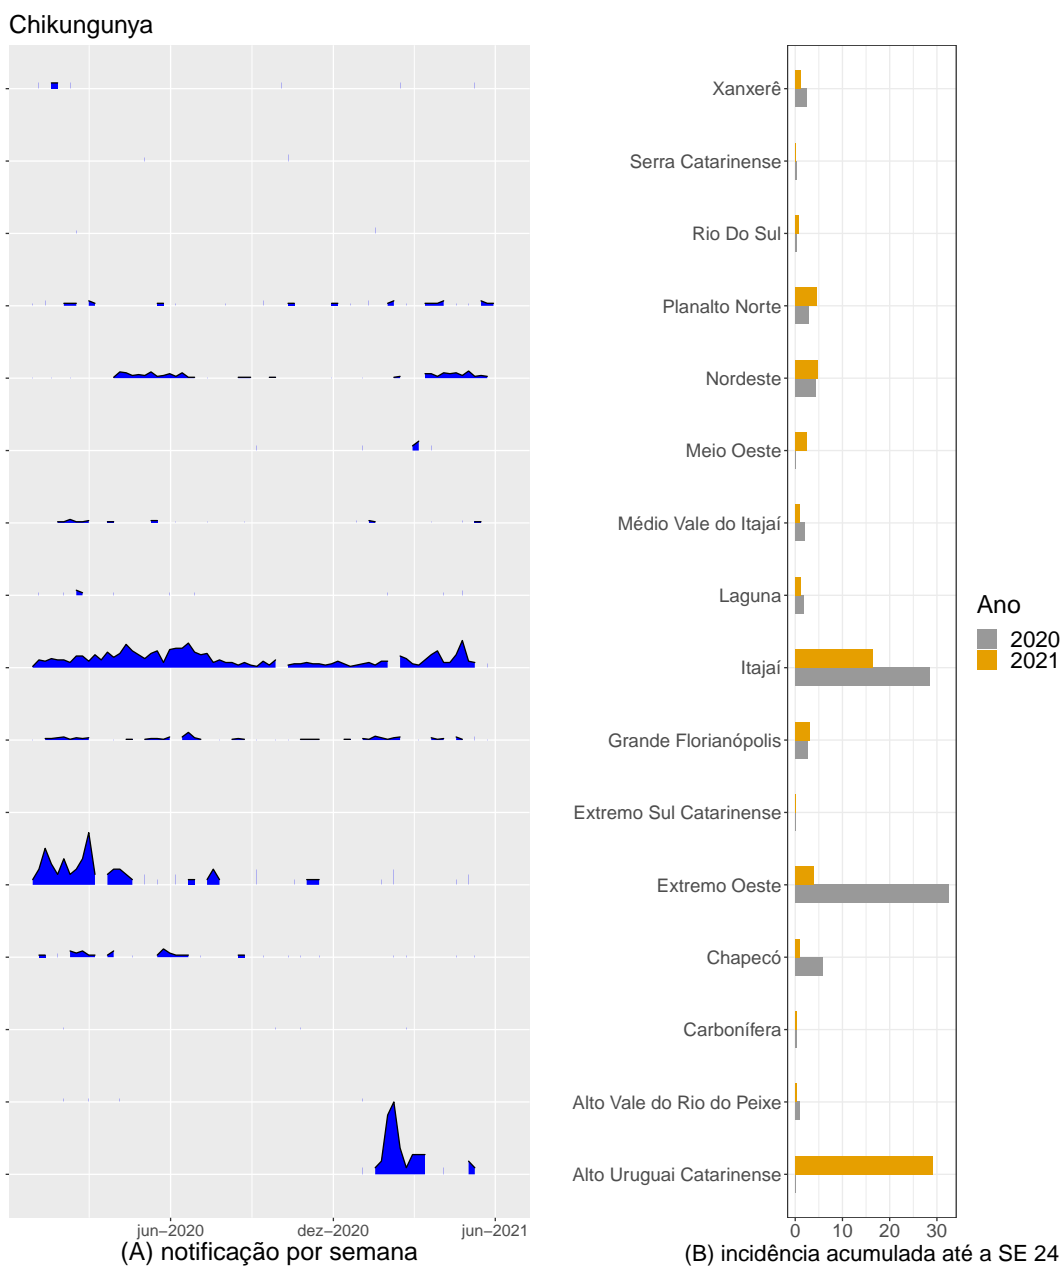 Chikungunya
Xanxerê
Serra Catarinense
Rio Do Sul
Planalto Norte
Nordeste
Meio Oeste
Médio Vale do Itajaí
Laguna
Itajaí
Grande Florianópolis
Extremo Sul Catarinense
Extremo Oeste
Chapecó
Carbonífera
Alto Vale do Rio do Peixe
Alto Uruguai Catarinense
Ano
2020
2021
jun−2020 dez−2020 jun−2021
0 10 20 30
(A) notificação por semana
(B) incidência acumulada até a SE 24